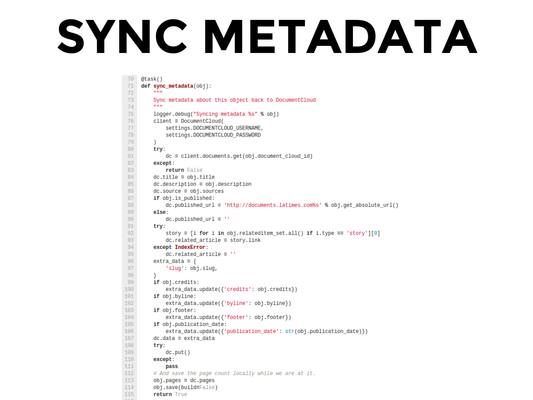 SYNC METADATA
70 @task()
71 def sync_metadata(obj):
72 """
73 Sync metadata about this object back to DocumentCloud
74 """
75 logger.debug("Syncing metadata %s" % obj)
76 client = DocumentCloud(
77 settings.DOCUMENTCLOUD_USERNAME,
78 settings.DOCUMENTCLOUD_PASSWORD
79 )
80 try:
81 dc = client.documents.get(obj.document_cloud_id)
82 except:
83 return False
84 dc.title = obj.title
85 dc.description = obj.description
86 dc.source = obj.sources
87 if obj.is_published:
88 dc.published_url = 'http://documents.latimes.com%s' % obj.get_absolute_url()
89 else:
90 dc.published_url = ''
91 try:
92 story = [i for i in obj.relateditem_set.all() if i.type == 'story'][0]
93 dc.related_article = story.link
94 except IndexError:
95 dc.related_article = ''
96 extra_data = {
97 'slug': obj.slug,
98 }
99 if obj.credits:
100 extra_data.update({'credits': obj.credits})
101 if obj.byline:
102 extra_data.update({'byline': obj.byline})
103 if obj.footer:
104 extra_data.update({'footer': obj.footer})
105 if obj.publication_date:
106 extra_data.update({'publication_date': str(obj.publication_date)})
107 dc.data = extra_data
108 try:
109 dc.put()
110 except:
111 pass
112 # And save the page count locally while we are at it.
113 obj.pages = dc.pages
114 obj.save(build=False)
115 return True